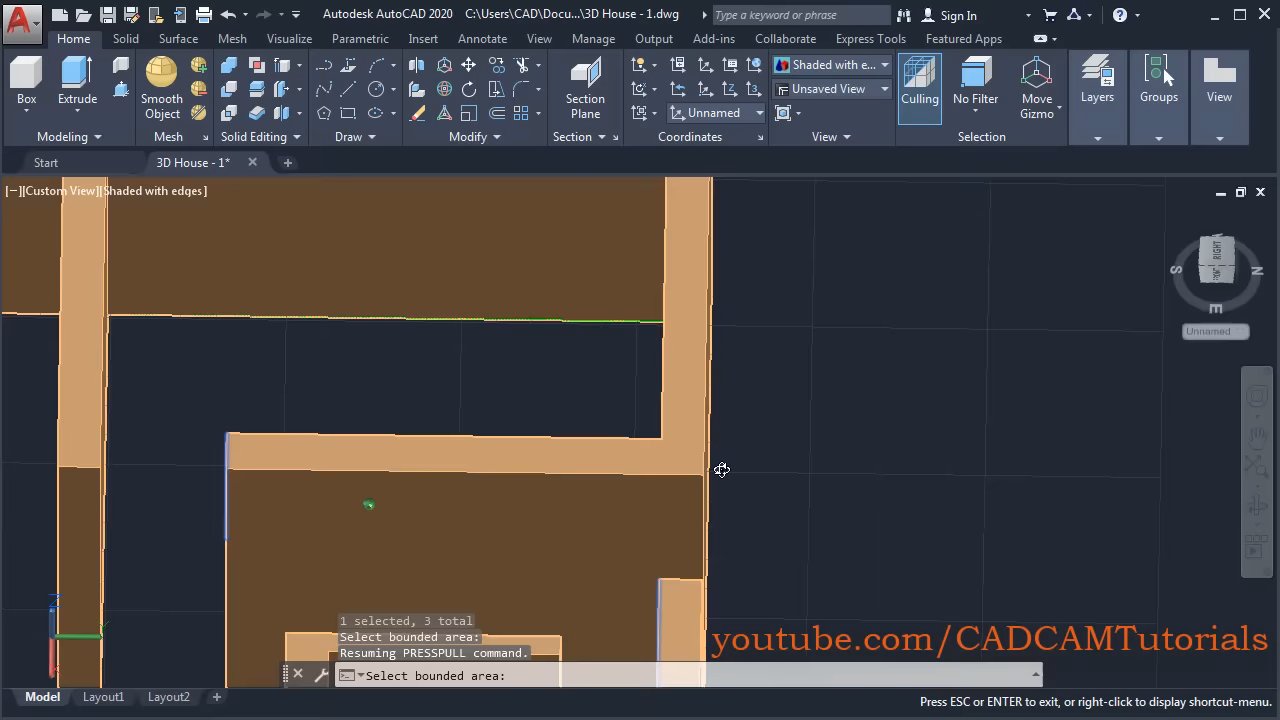 Autodesk AutoCAD 2020 C:\Users\CAD\Docu...\3D House - 1.dwg
Type a keyword or phrase
Sign In
Home Solid Surface Mesh Visualize Parametric Insert Annotate View Manage Output Add-ins Collaborate Express Tools Featured Apps
Box
Extrude
Smooth Object
Section Plane
Unnamed
Shaded with e...
Unsaved View
Culling
No Filter
Move Gizmo
Layers
Groups
View
Modeling Mesh Solid Editing Draw Modify Section Coordinates View Selection
Start
3D House - 1*
[−][Custom View][Shaded with edges]
RIGHT
S
N
E
Unnamed
Z
Y
1 selected, 3 total
Select bounded area:
Resuming PRESSPULL command.
Select bounded area:
youtube.com/CADCAMTutorials
Model Layout1 Layout2
Press ESC or ENTER to exit, or right-click to display shortcut-menu.